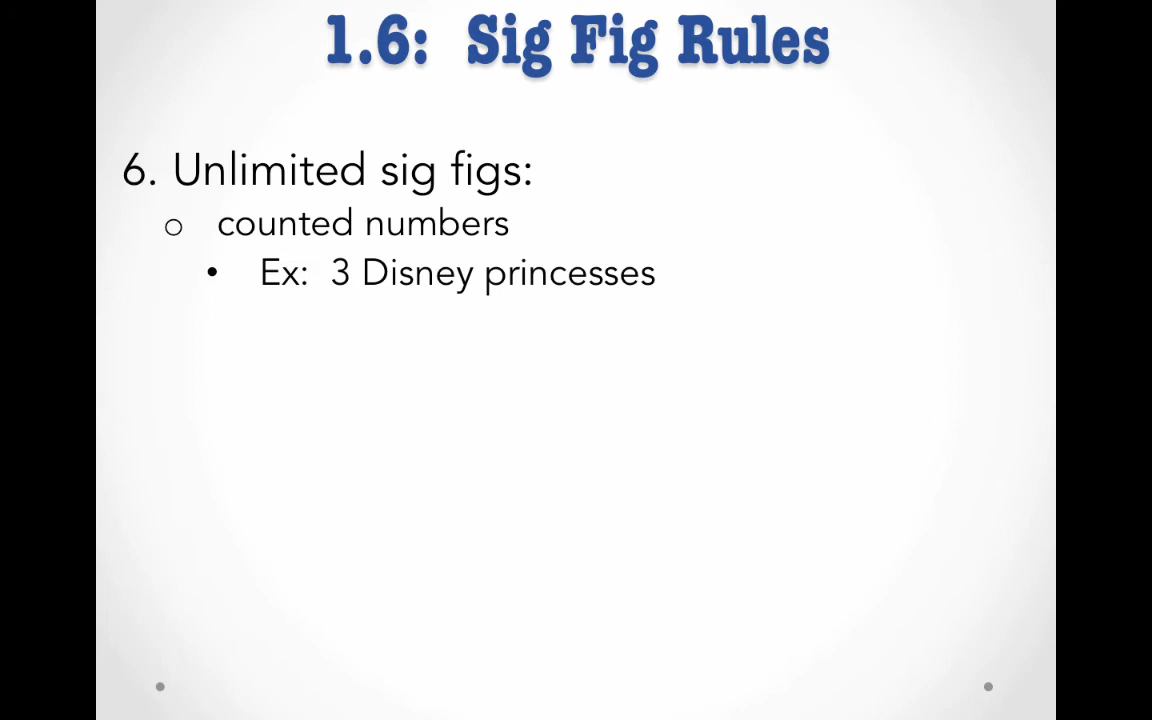 1.6: Sig Fig Rules
6. Unlimited sig figs:
o counted numbers
• Ex: 3 Disney princesses